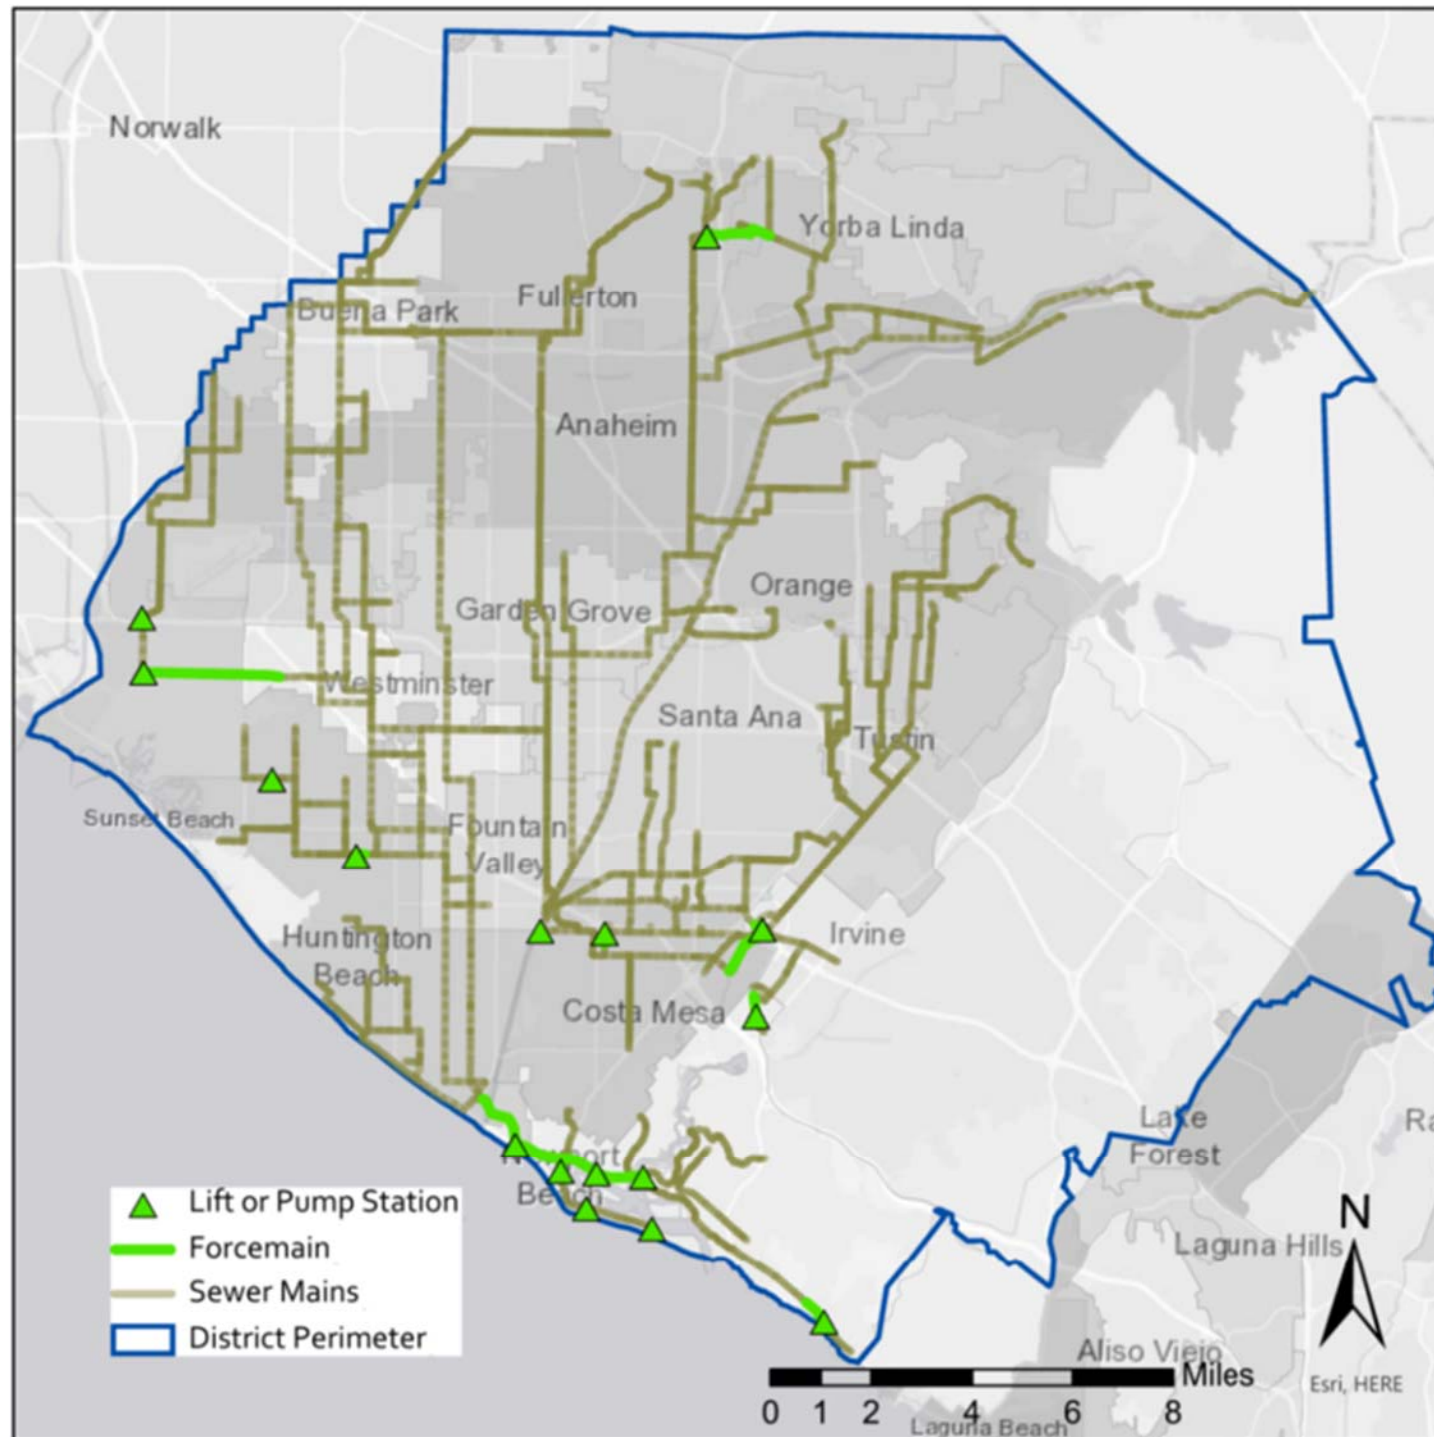 Norwalk
Yorba Linda
Fullerton
Buena Park
Anaheim
Orange
Garden Grove
Westminster
Santa Ana
Tustin
Sunset Beach
Fountain
Valley
Irvine
Huntington
Beach
Costa Mesa
Lake
Forest
Ra
Newport
Beach
Laguna Hills
N
Lift or Pump Station
Forcemain
Sewer Mains
District Perimeter
Aliso Viejo
Miles
Esri, HERE
0 1 2 4 6 8
Laguna Beach